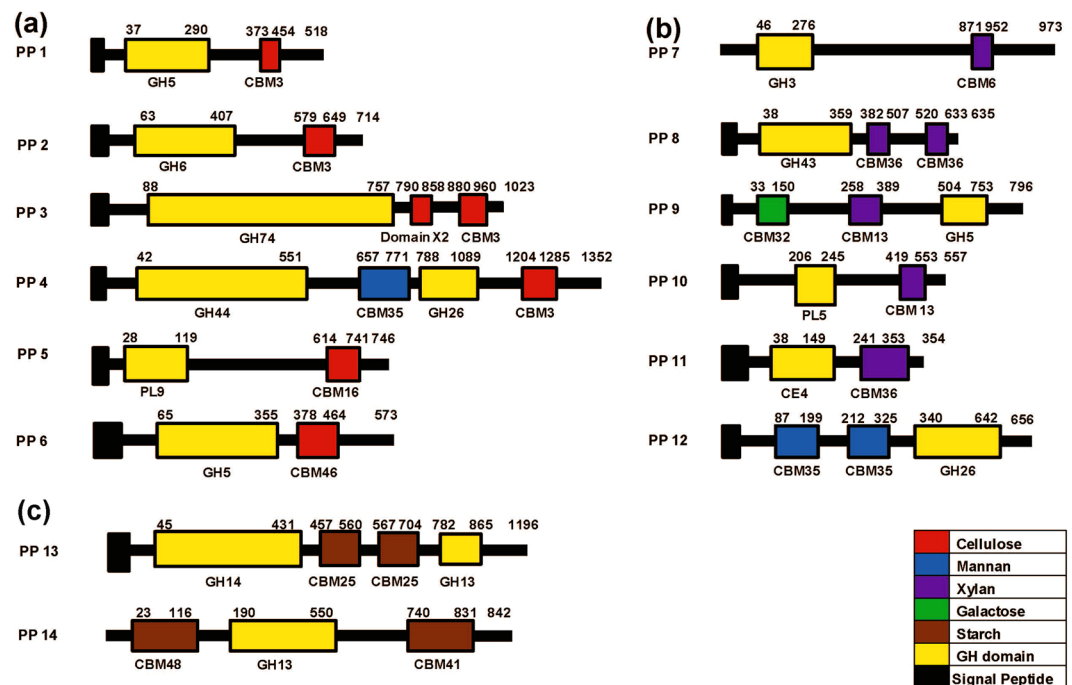 (a)
37 290 373 454 518
PP 1
GH5 CBM3
63 407 579 649 714
PP 2
GH6 CBM3
88 757 790 858 880 960 1023
PP 3
GH74 Domain X2 CBM3
42 551 657 771 788 1089 1204 1285 1352
PP 4
GH44 CBM35 GH26 CBM3
28 119 614 741 746
PP 5
PL9 CBM16
65 355 378 464 573
PP 6
GH5 CBM46
(b)
46 276 871 952 973
PP 7
GH3 CBM6
38 359 382 507 520 633 635
PP 8
GH43 CBM36 CBM36
33 150 258 389 504 753 796
PP 9
CBM32 CBM13 GH5
206 245 419 553 557
PP 10
PL5 CBM 13
38 149 241 353 354
PP 11
CE4 CBM36
87 199 212 325 340 642 656
PP 12
CBM35 CBM35 GH26
(c)
45 431 457 560 567 704 782 865 1196
PP 13
GH14 CBM25 CBM25 GH13
23 116 190 550 740 831 842
PP 14
CBM48 GH13 CBM41
Cellulose
Mannan
Xylan
Galactose
Starch
GH domain
Signal Peptide